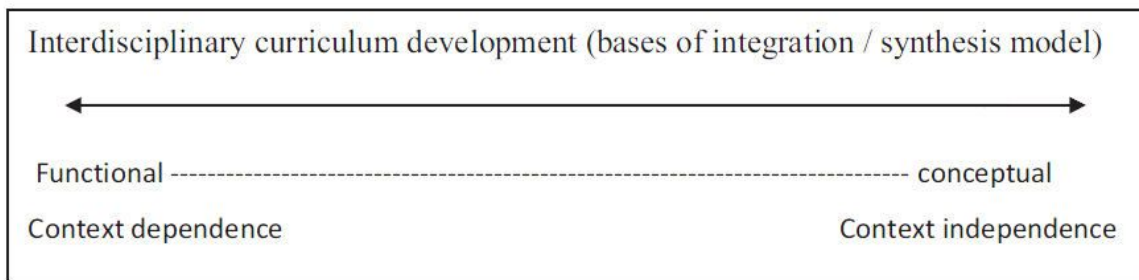 Interdisciplinary curriculum development (bases of integration / synthesis model)
Functional -------------------------------------------------------------------------------- conceptual
Context dependence Context independence